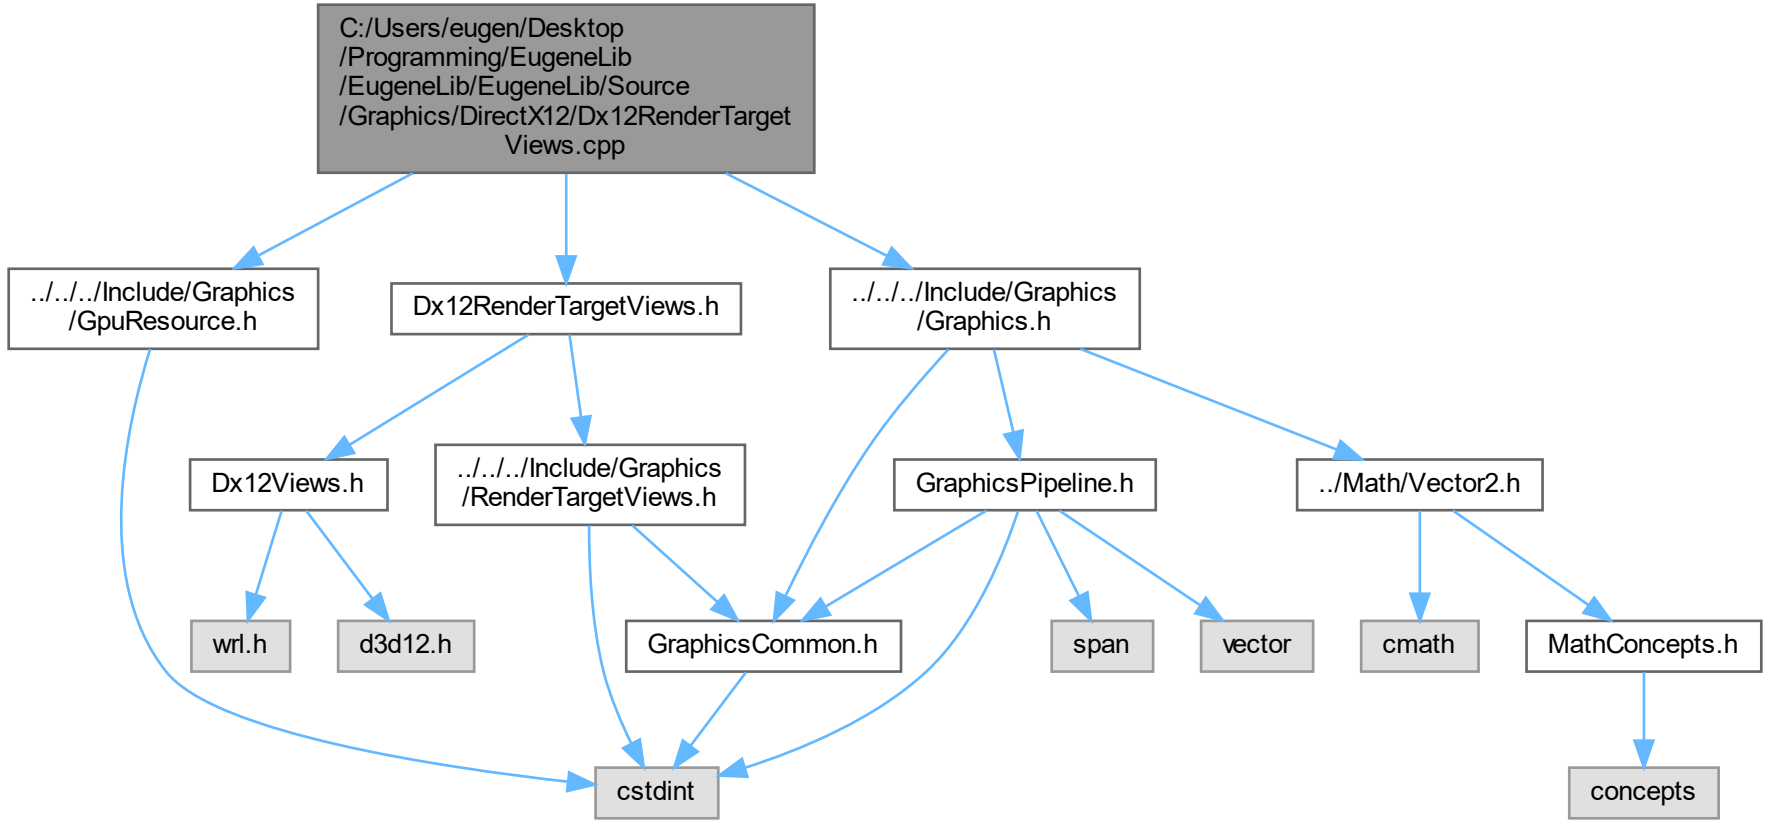 C:/Users/eugen/Desktop
/Programming/EugeneLib
/EugeneLib/EugeneLib/Source
/Graphics/DirectX12/Dx12RenderTarget
Views.cpp
../../../Include/Graphics
/GpuResource.h
Dx12RenderTargetViews.h
../../../Include/Graphics
/Graphics.h
Dx12Views.h
../../../Include/Graphics
/RenderTargetViews.h
GraphicsPipeline.h
../Math/Vector2.h
wrl.h
d3d12.h
GraphicsCommon.h
span
vector
cmath
MathConcepts.h
cstdint
concepts